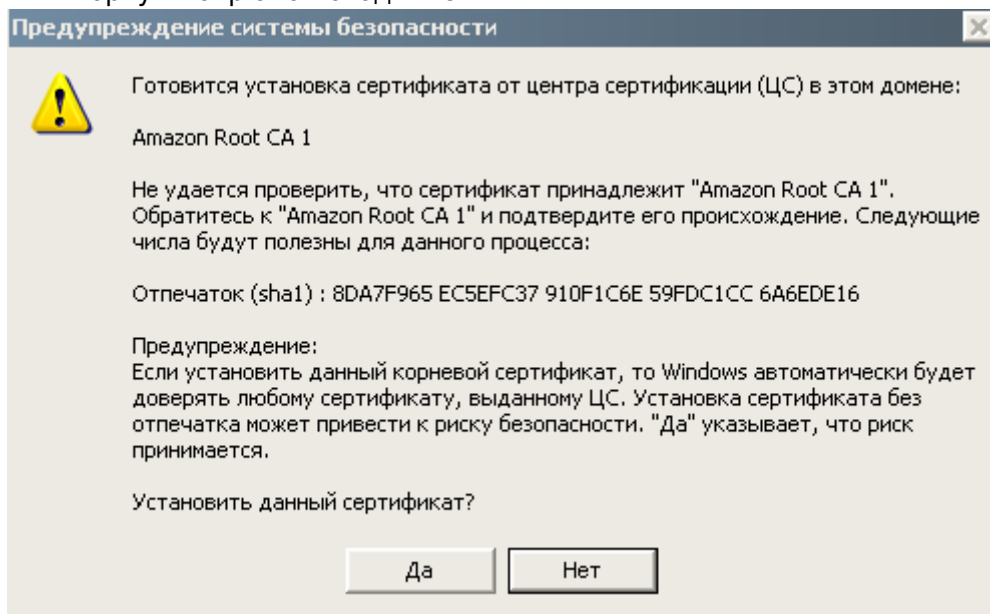 Предупреждение системы безопасности
Готовится установка сертификата от центра сертификации (ЦС) в этом домене:
Amazon Root CA 1
Не удается проверить, что сертификат принадлежит "Amazon Root CA 1".
Обратитесь к "Amazon Root CA 1" и подтвердите его происхождение. Следующие
числа будут полезны для данного процесса:
Отпечаток (sha1) : 8DA7F965 EC5EFC37 910F1C6E 59FDC1CC 6A6EDE16
Предупреждение:
Если установить данный корневой сертификат, то Windows автоматически будет
доверять любому сертификату, выданному ЦС. Установка сертификата без
отпечатка может привести к риску безопасности. "Да" указывает, что риск
принимается.
Установить данный сертификат?
Да
Нет